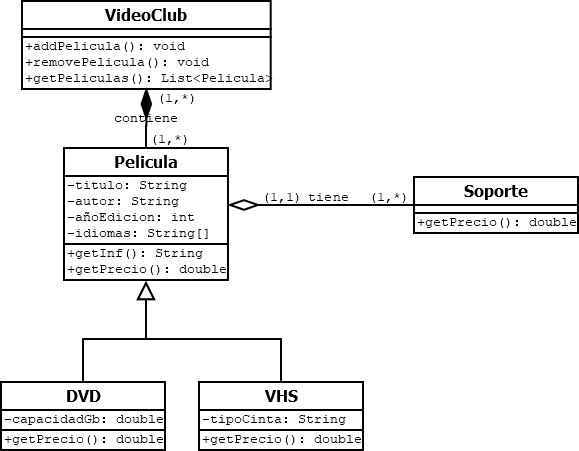 VideoClub
+addPelicula(): void
+removePelicula(): void
+getPeliculas(): List<Pelicula>
(1,*)
contiene
(1,*)
Pelicula
-titulo: String
-autor: String
-añoEdicion: int
-idiomas: String[]
+getInf(): String
+getPrecio(): double
(1,1) tiene (1,*)
Soporte
+getPrecio(): double
DVD
-capacidadGb: double
+getPrecio(): double
VHS
-tipoCinta: String
+getPrecio(): double